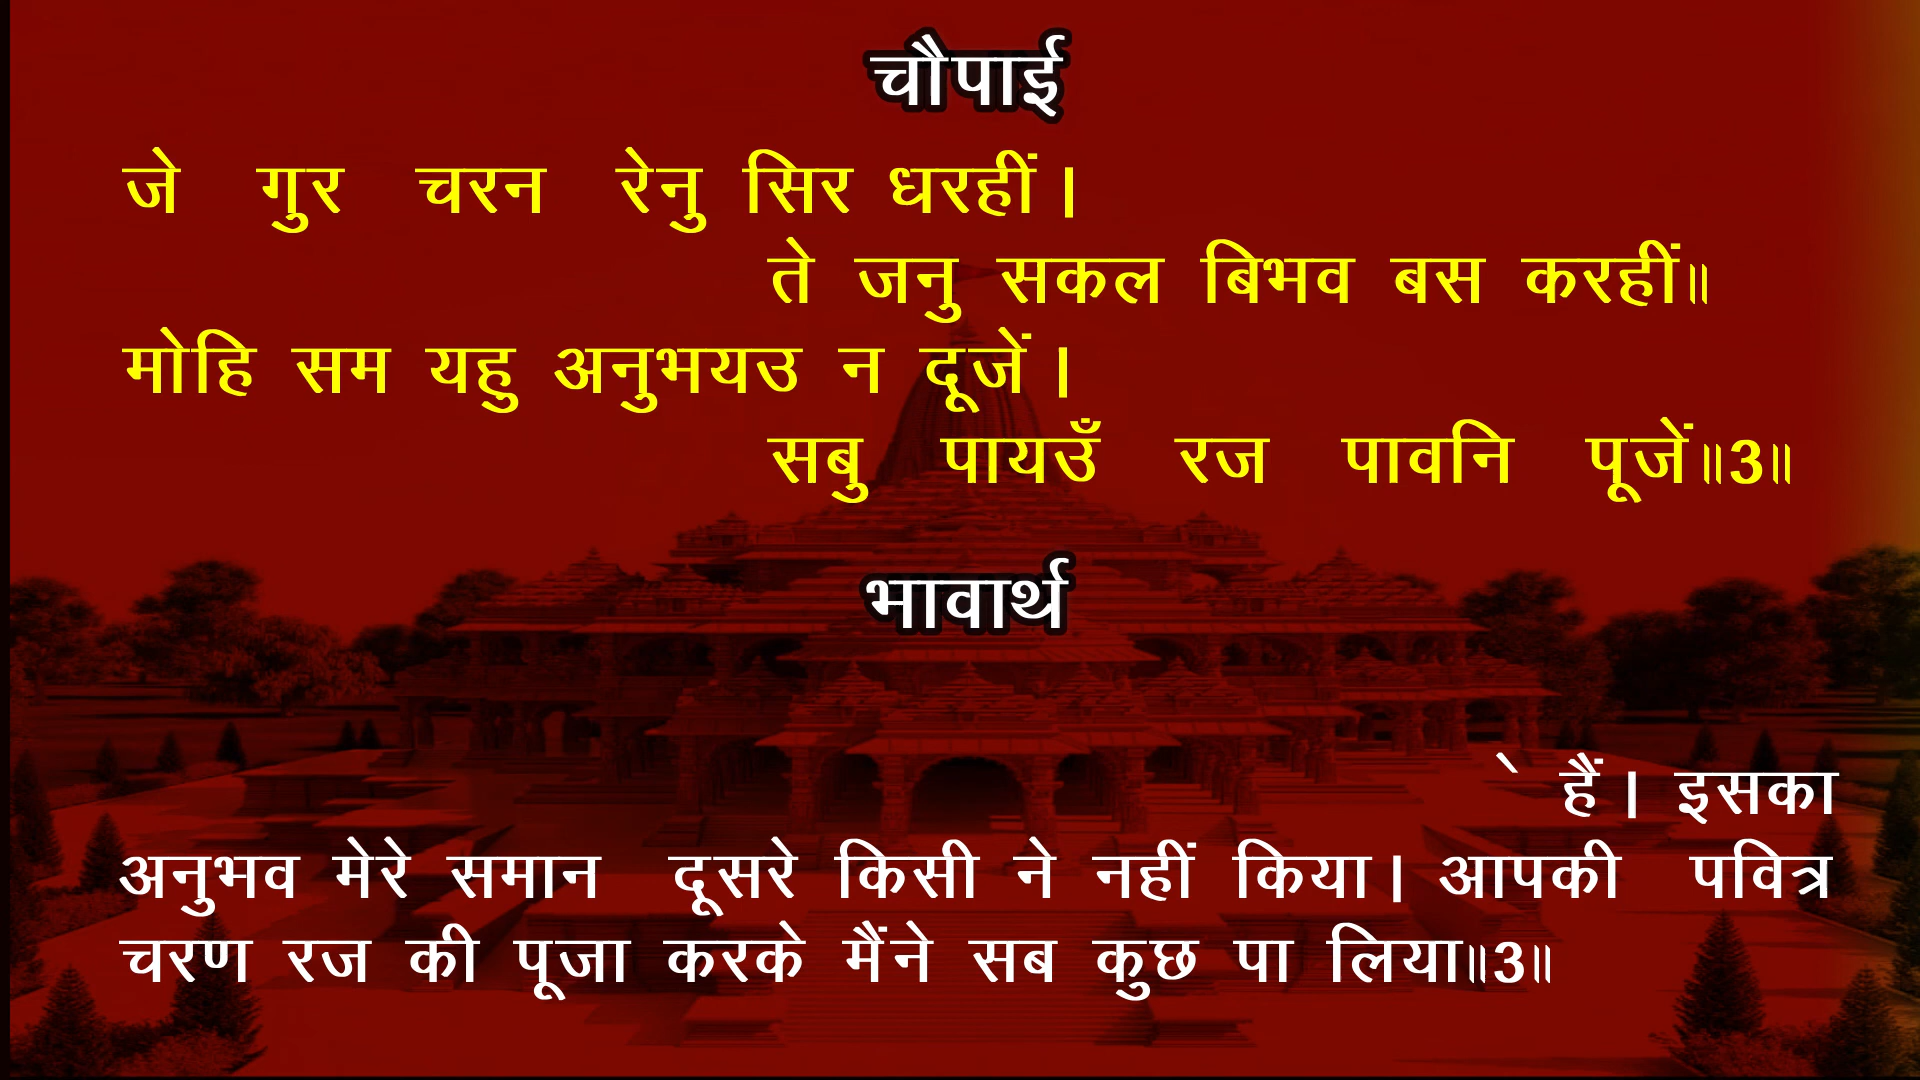 चौपाई
जे गुर चरन रेनु सिर धरहीं।
ते जनु सकल बिभव बस करहीं॥
मोहि सम यहु अनुभयउ न दूजें।
सबु पायउँ रज पावनि पूजें॥3॥
भावार्थ
हैं। इसका
अनुभव मेरे समान दूसरे किसी ने नहीं किया। आपकी पवित्र
चरण रज की पूजा करके मैंने सब कुछ पा लिया॥3॥